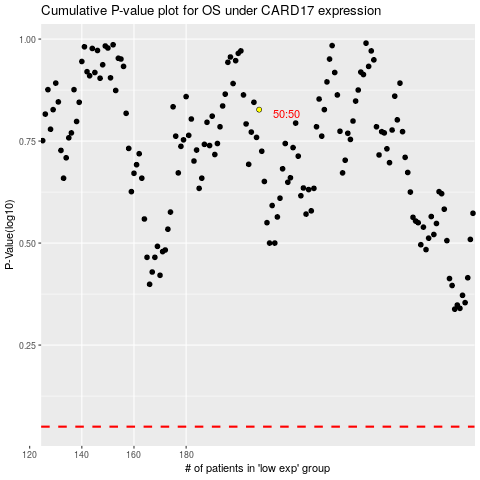 Cumulative P-value plot for OS under CARD17 expression
1.00
0.75
0.50
0.25
50:50
P-Value(log10)
120 140 160 180
# of patients in 'low exp' group